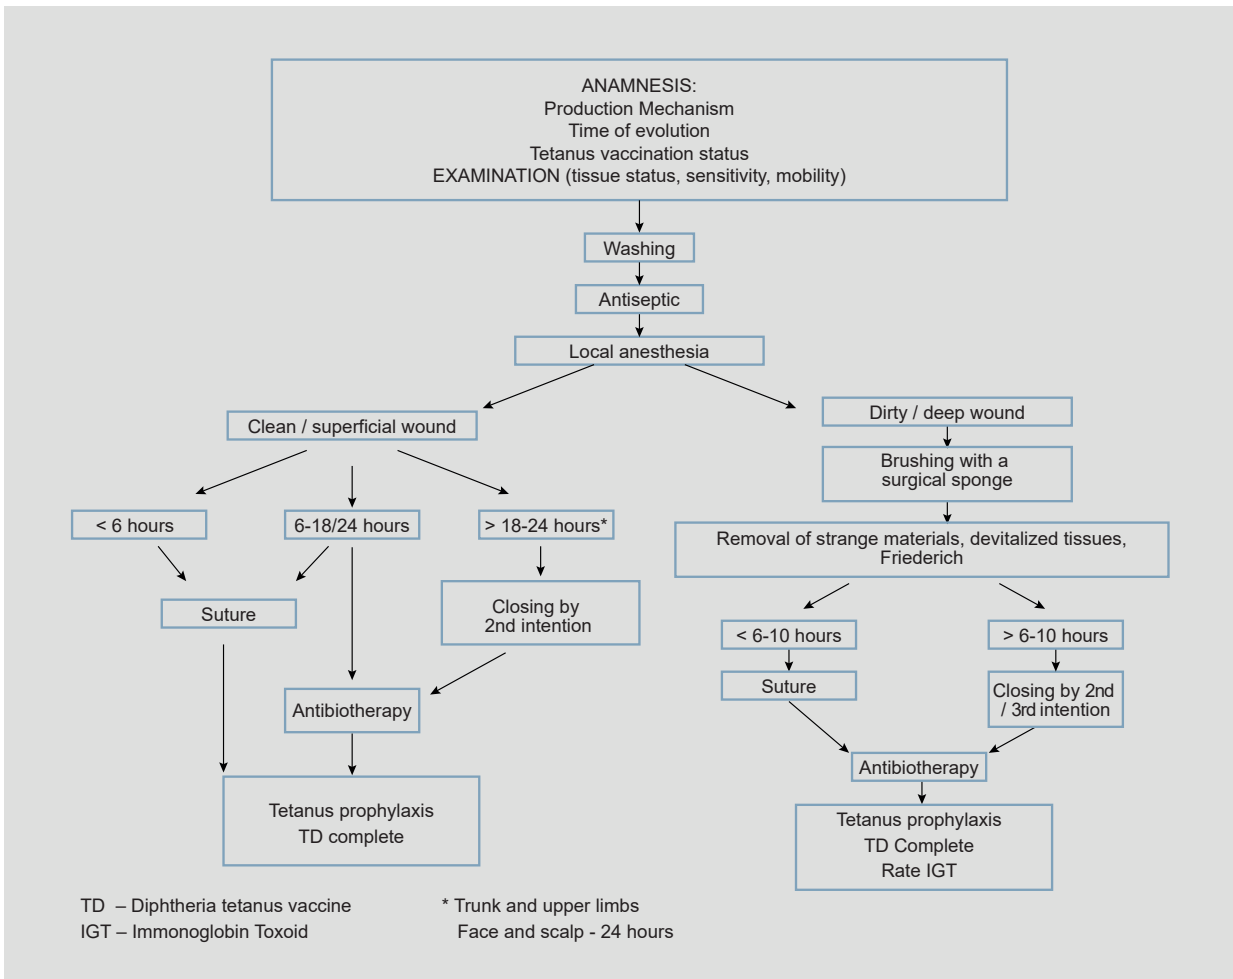 ANAMNESIS:
Production Mechanism
Time of evolution
Tetanus vaccination status
EXAMINATION (tissue status, sensitivity, mobility)
Washing
Antiseptic
Local anesthesia
Clean / superficial wound
< 6 hours
6-18/24 hours
> 18-24 hours*
Suture
Closing by
2nd intention
Antibiotherapy
Tetanus prophylaxis
TD complete
Dirty / deep wound
Brushing with a
surgical sponge
Removal of strange materials, devitalized tissues,
Friederich
< 6-10 hours
> 6-10 hours
Suture
Closing by 2nd
/ 3rd intention
Antibiotherapy
Tetanus prophylaxis
TD Complete
Rate IGT
TD – Diphtheria tetanus vaccine
IGT – Immonoglobin Toxoid
* Trunk and upper limbs
Face and scalp - 24 hours